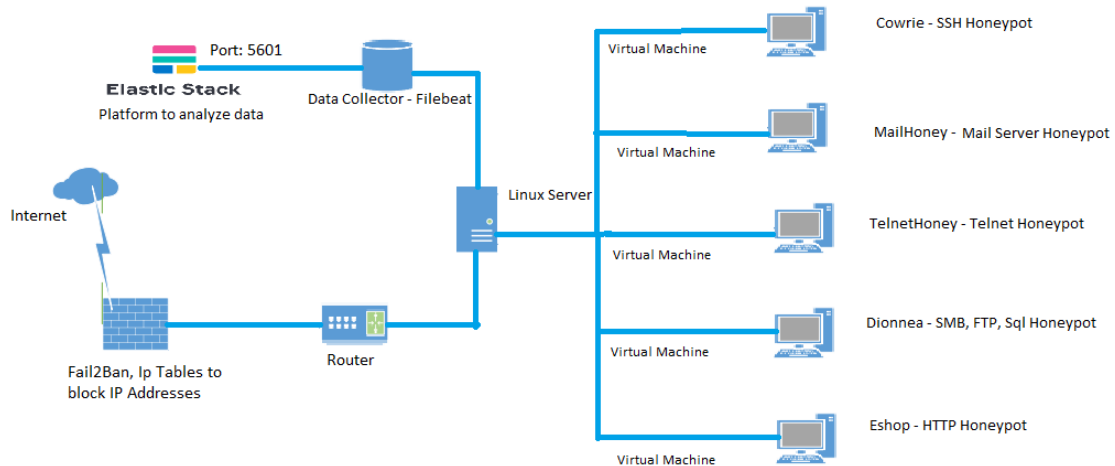 Cowrie - SSH Honeypot
Port: 5601
Virtual Machine
Elastic Stack
Data Collector - Filebeat
Platform to analyze data
MailHoney - Mail Server Honeypot
Virtual Machine
Internet
Linux Server
TelnetHoney - Telnet Honeypot
Virtual Machine
Dionnea - SMB, FTP, Sql Honeypot
Virtual Machine
Router
Fail2Ban, Ip Tables to
block IP Addresses
Eshop - HTTP Honeypot
Virtual Machine